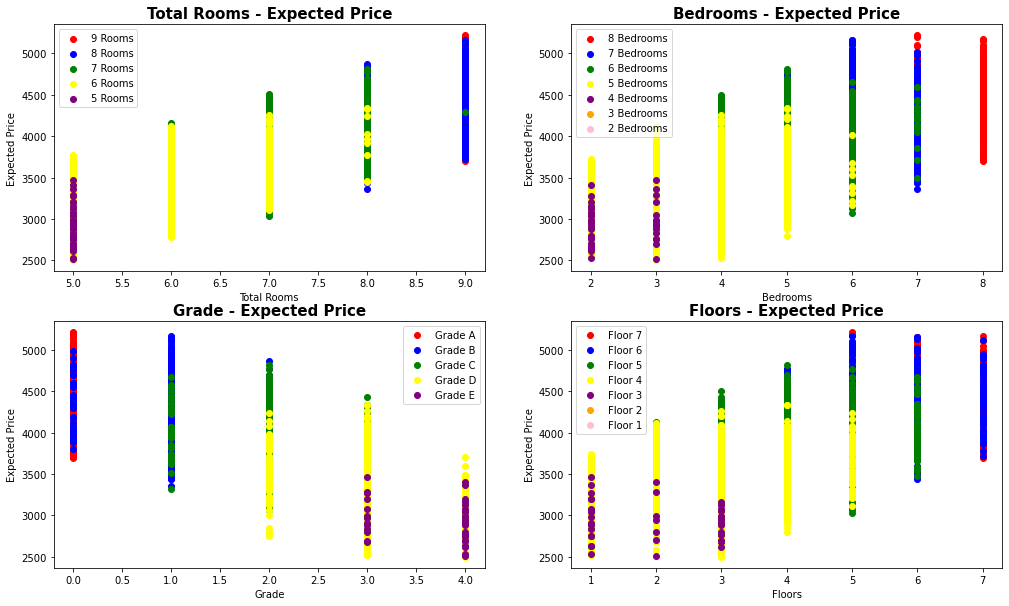 Total Rooms - Expected Price
Expected Price
5000
4500
4000
3500
3000
2500
9 Rooms
8 Rooms
7 Rooms
6 Rooms
5 Rooms
5.0 5.5 6.0 6.5 7.0 7.5 8.0 8.5 9.0
Total Rooms
Bedrooms - Expected Price
Expected Price
5000
4500
4000
3500
3000
2500
8 Bedrooms
7 Bedrooms
6 Bedrooms
5 Bedrooms
4 Bedrooms
3 Bedrooms
2 Bedrooms
2 3 4 5 6 7 8
Bedrooms
Grade - Expected Price
Expected Price
5000
4500
4000
3500
3000
2500
Grade A
Grade B
Grade C
Grade D
Grade E
0.0 0.5 1.0 1.5 2.0 2.5 3.0 3.5 4.0
Grade
Floors - Expected Price
Expected Price
5000
4500
4000
3500
3000
2500
Floor 7
Floor 6
Floor 5
Floor 4
Floor 3
Floor 2
Floor 1
1 2 3 4 5 6 7
Floors